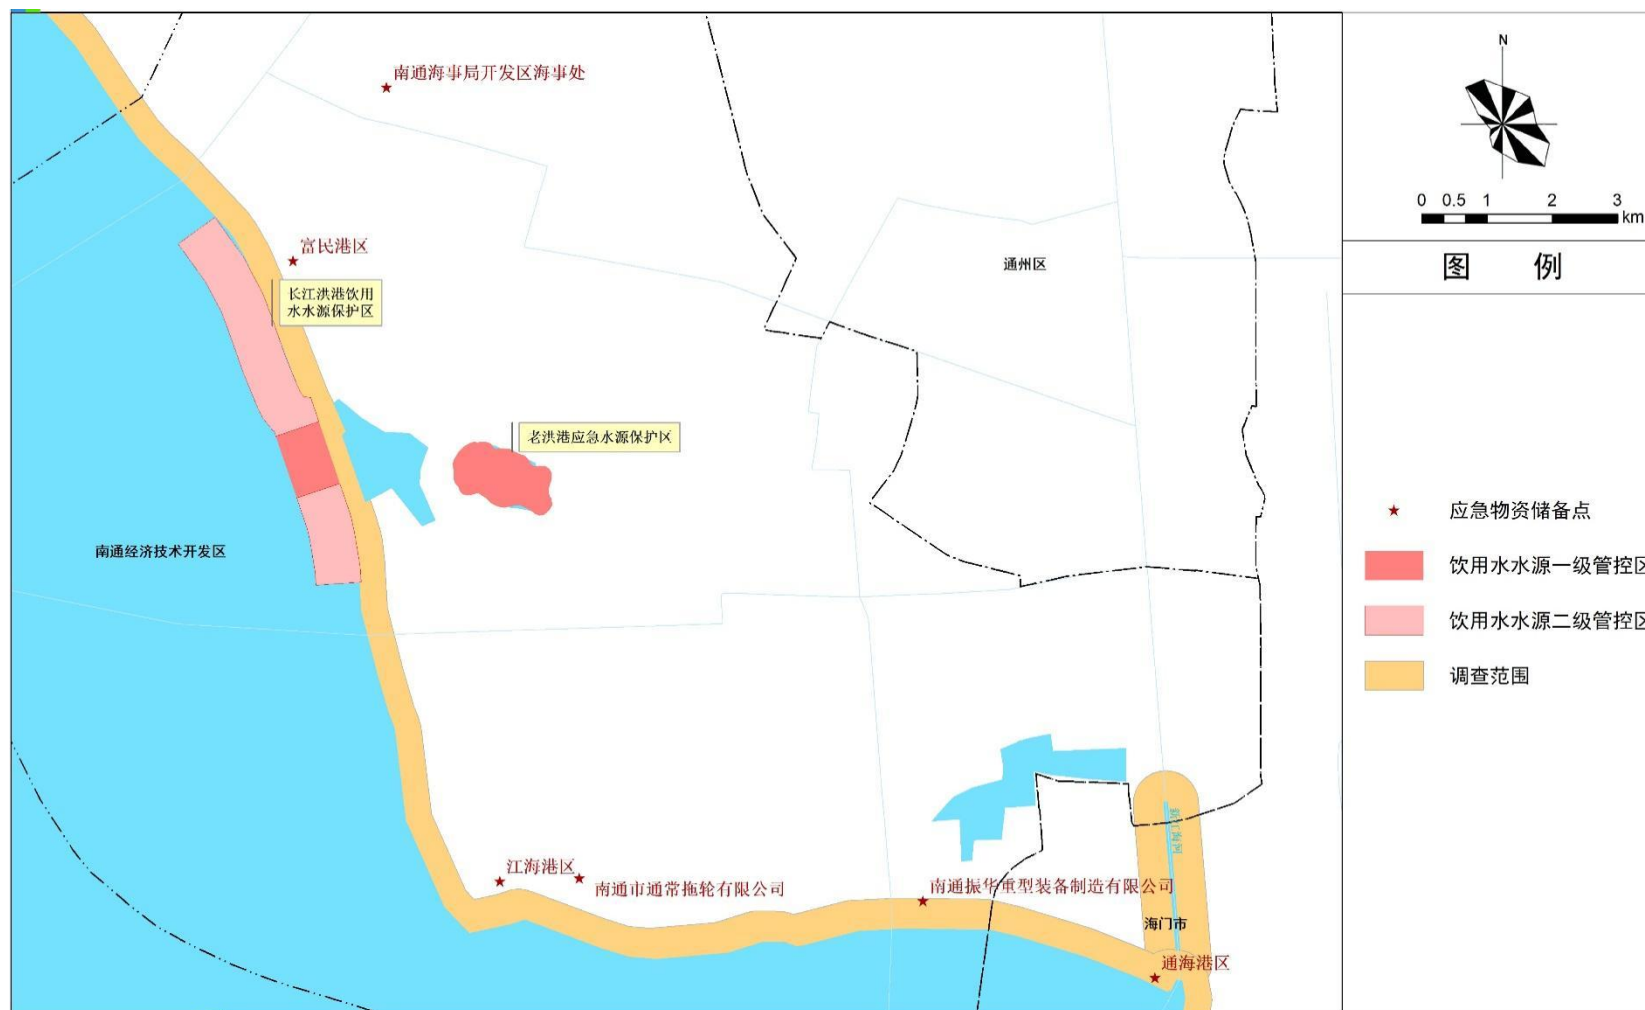 南通海事局开发区海事处
富民港区
长江洪港饮用
水水源保护区
通州区
老洪港应急水源保护区
南通经济技术开发区
江海港区
南通市通常拖轮有限公司
南通振华重型装备制造有限公司
海门市
通海港区
N
0 0.5 1 2 3
km
图 例
应急物资储备点
饮用水水源一级管控区
饮用水水源二级管控区
调查范围